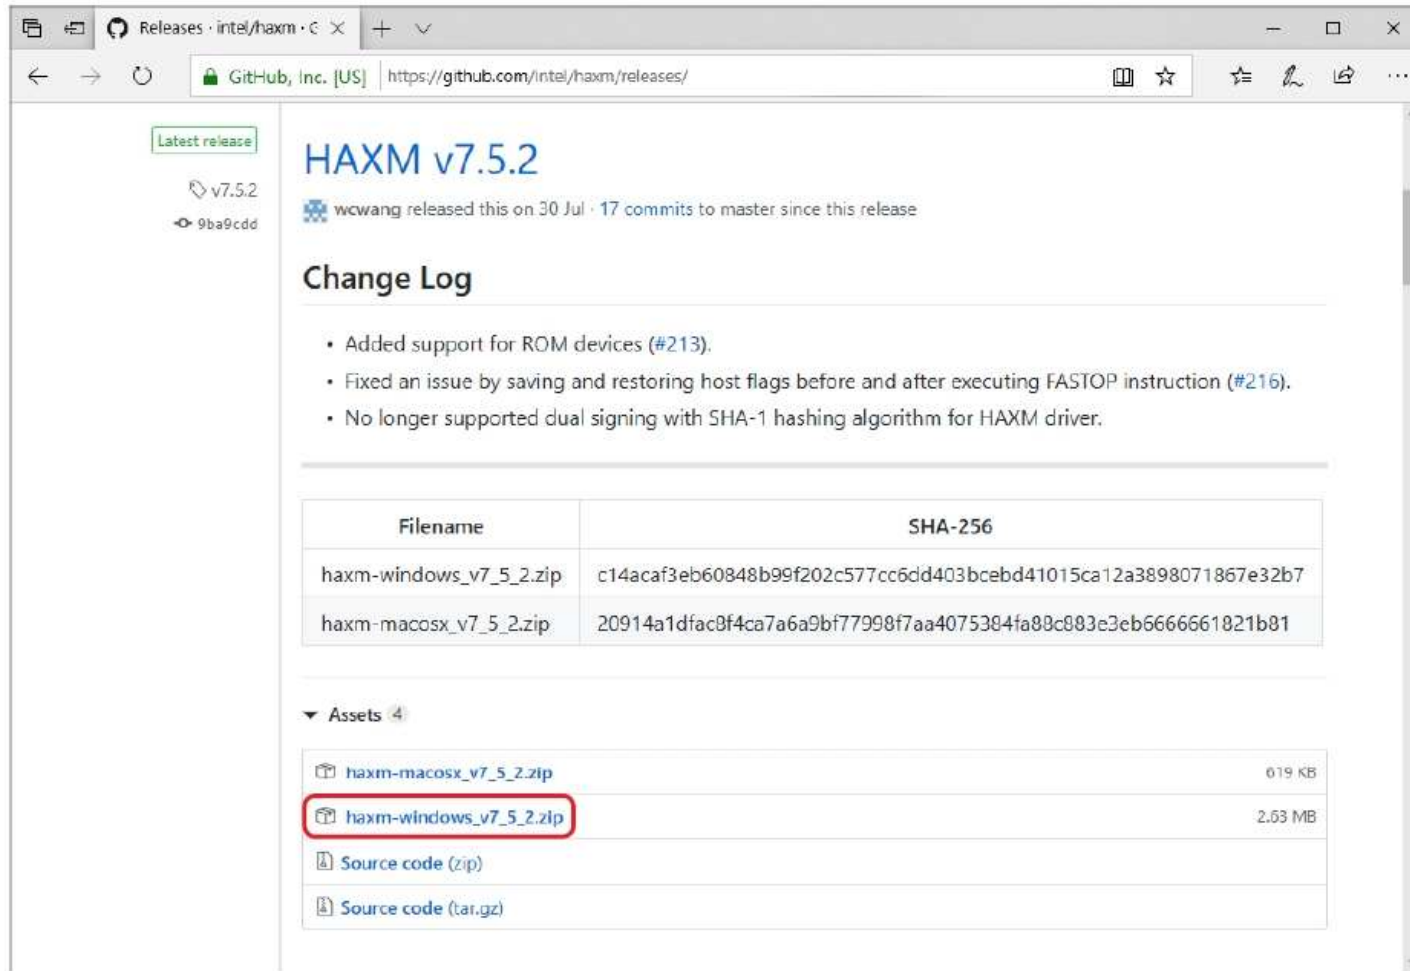 Releases · intel/haxm · G
GitHub, Inc. [US] https://github.com/intel/haxm/releases/
Latest release
v7.5.2
9ba9cdd
HAXM v7.5.2
wcwang released this on 30 Jul · 17 commits to master since this release
Change Log
• Added support for ROM devices (#213).
• Fixed an issue by saving and restoring host flags before and after executing FASTOP instruction (#216).
• No longer supported dual signing with SHA-1 hashing algorithm for HAXM driver.
Filename SHA-256
haxm-windows_v7_5_2.zip c14acaf3eb60848b99f202c577cc6dd403bcebd41015ca12a3898071867e32b7
haxm-macosx_v7_5_2.zip 20914a1dfac8f4ca7a6a9bf77998f7aa4075384fa88c883e3eb6666661821b81
Assets 4
haxm-macosx_v7_5_2.zip 619 KB
haxm-windows_v7_5_2.zip 2.63 MB
Source code (zip)
Source code (tar.gz)